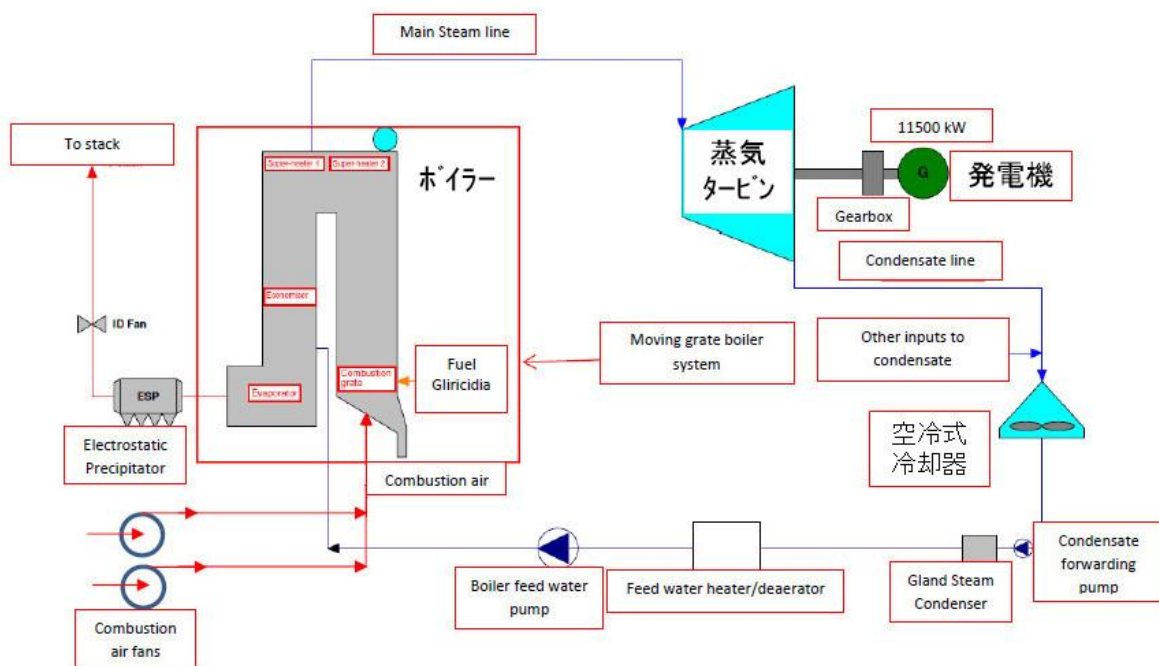 Main Steam line
To stack
11500 kW
Super-heater 1
Super-heater 2
ボイラー
蒸気
タービン
G
発電機
Gearbox
Condensate line
Economiser
ID Fan
Moving grate boiler
system
Other inputs to
condensate
Fuel
Gliricidia
Combustion
grate
Evaporator
ESP
空冷式
冷却器
Electrostatic
Precipitator
Combustion air
Condensate
forwarding
pump
Boiler feed water
pump
Feed water heater/deaerator
Gland Steam
Condenser
Combustion
air fans